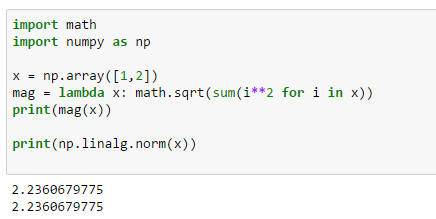 import math
import numpy as np
x = np.array([1,2])
mag = lambda x: math.sqrt(sum(i**2 for i in x))
print(mag(x))
print(np.linalg.norm(x))
2.2360679775
2.2360679775